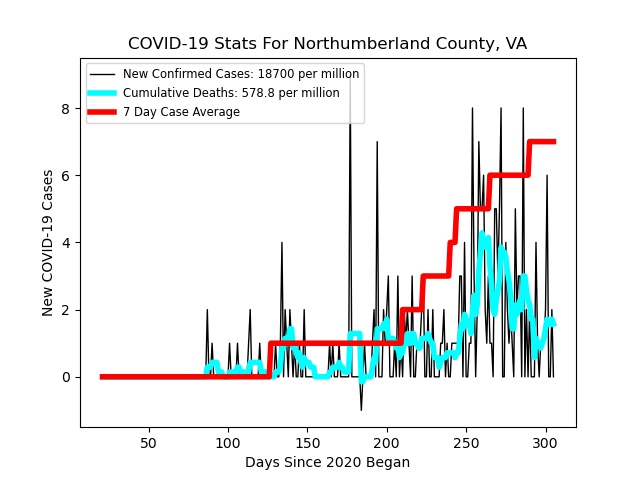 COVID-19 Stats For Northumberland County, VA
New Confirmed Cases: 18700 per million
Cumulative Deaths: 578.8 per million
7 Day Case Average
New COVID-19 Cases
8
6
4
2
0
50 100 150 200 250 300
Days Since 2020 Began